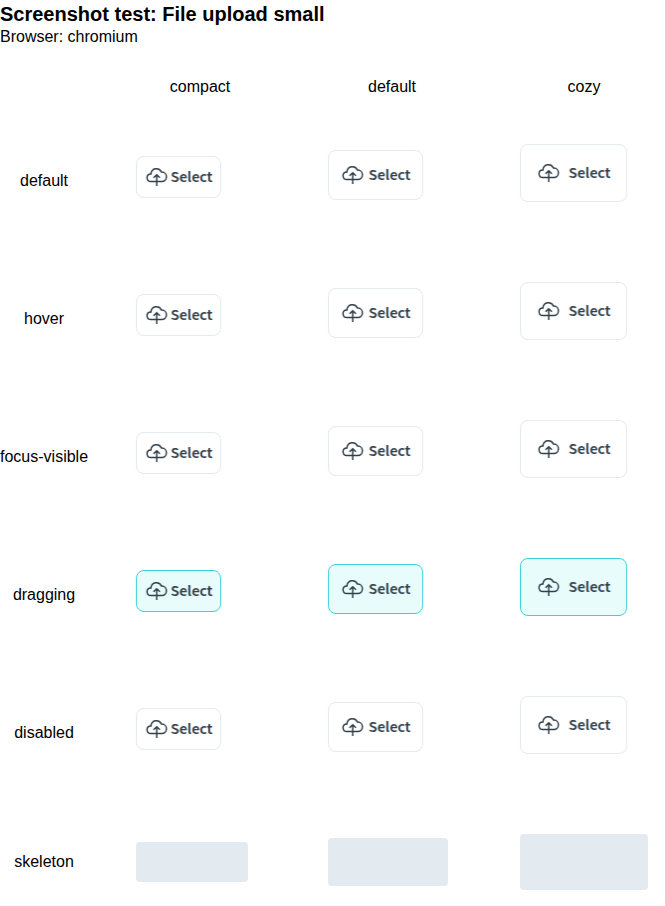 Screenshot test: File upload small
Browser: chromium
compact default cozy
default Select Select Select
hover Select Select Select
focus-visible Select Select Select
dragging Select Select Select
disabled Select Select Select
skeleton